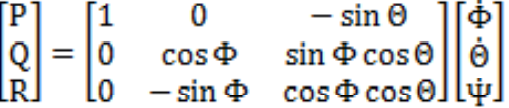 [P] [1 0 − sin Θ] [Φ̇]
[Q] = [0 cos Φ sin Φ cos Θ] [Θ̇]
[R] [0 − sin Φ cos Φ cos Θ] [Ψ̇]